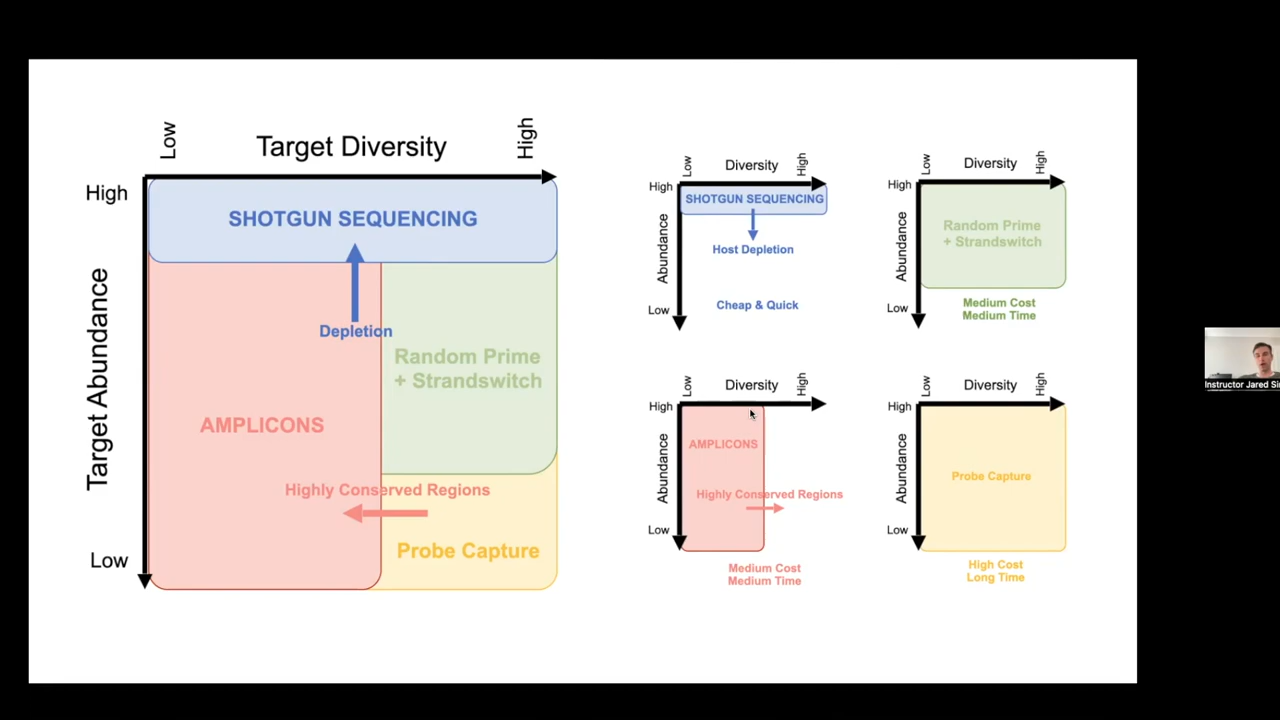 Target Diversity
Low
High
High
Target Abundance
Low
SHOTGUN SEQUENCING
Depletion
Random Prime
+ Strandswitch
AMPLICONS
Highly Conserved Regions
Probe Capture
Diversity
Low
High
High
Abundance
Low
SHOTGUN SEQUENCING
Host Depletion
Cheap & Quick
Diversity
Low
High
High
Abundance
Low
Random Prime
+ Strandswitch
Medium Cost
Medium Time
Diversity
Low
High
High
Abundance
Low
AMPLICONS
Highly Conserved Regions
Medium Cost
Medium Time
Diversity
Low
High
High
Abundance
Low
Probe Capture
High Cost
Long Time
Instructor Jared Si